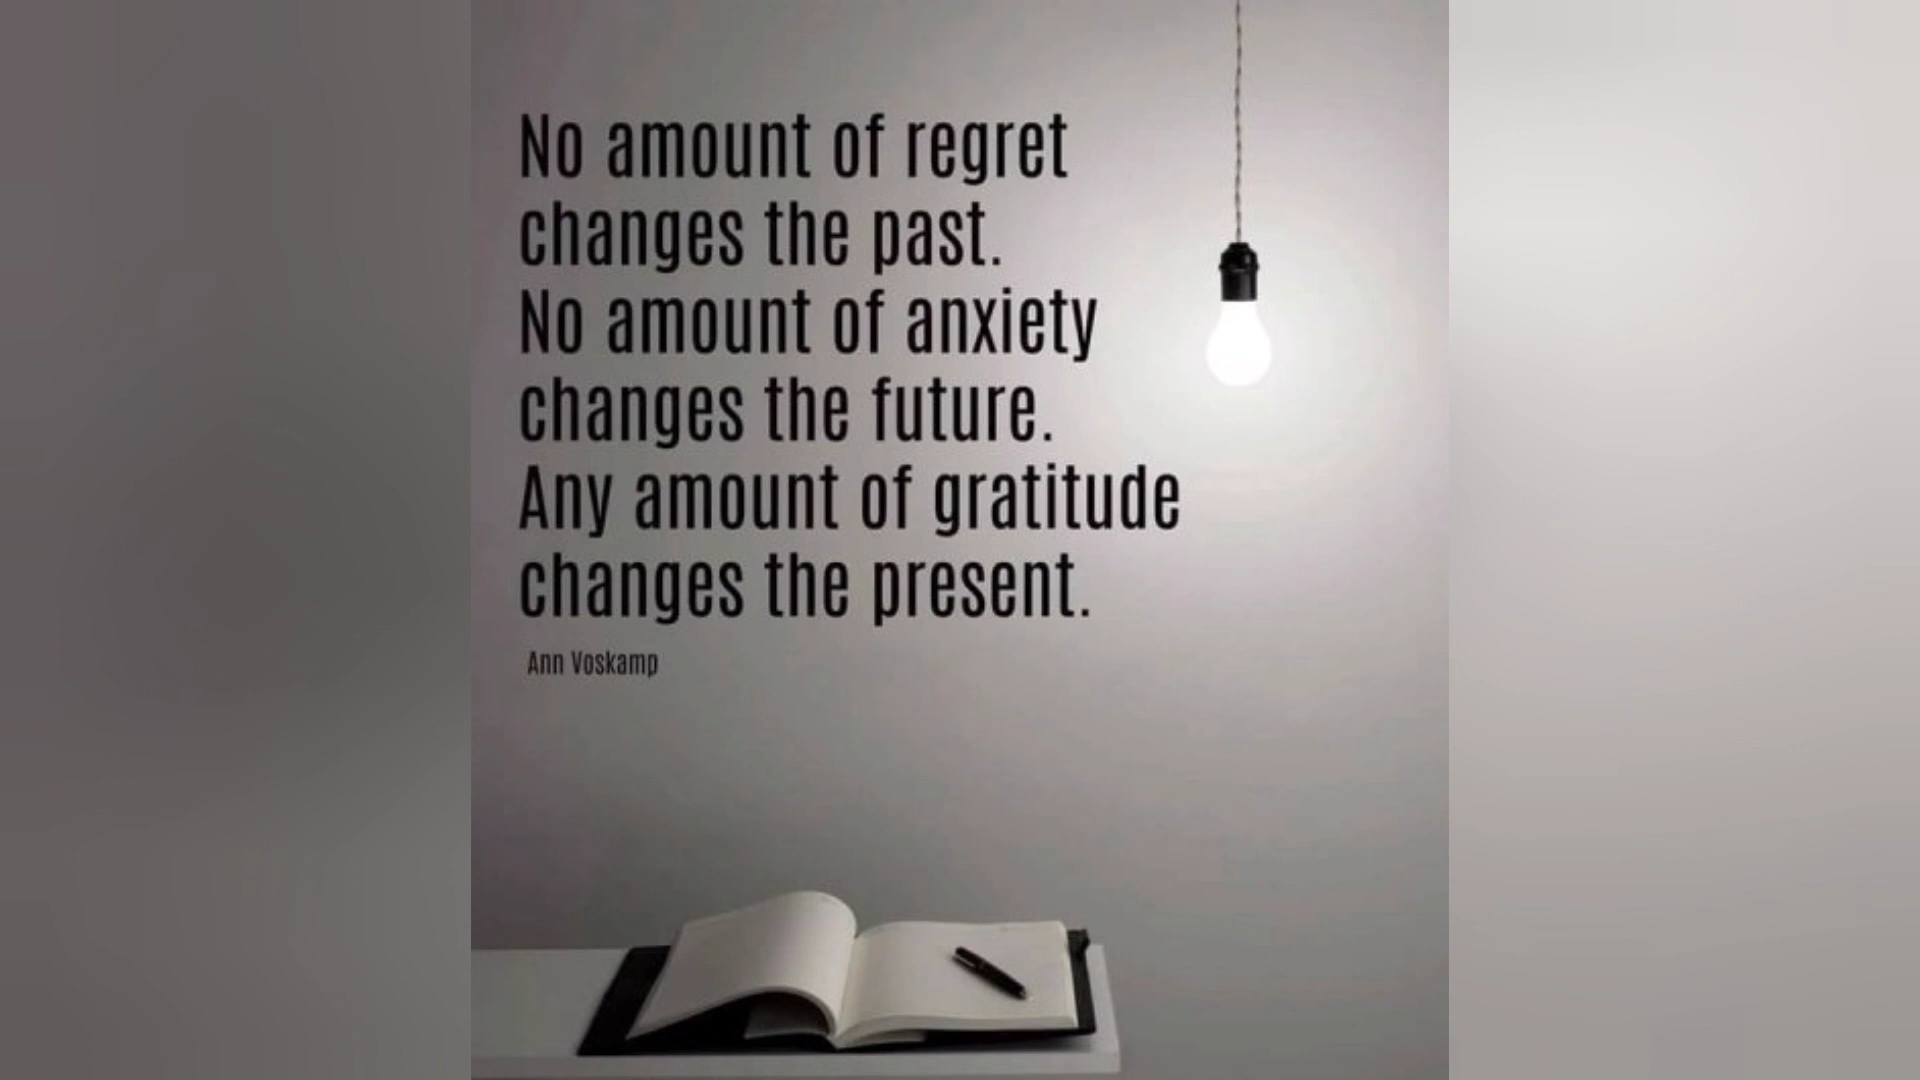 No amount of regret
changes the past.
No amount of anxiety
changes the future.
Any amount of gratitude
changes the present.
Ann Voskamp